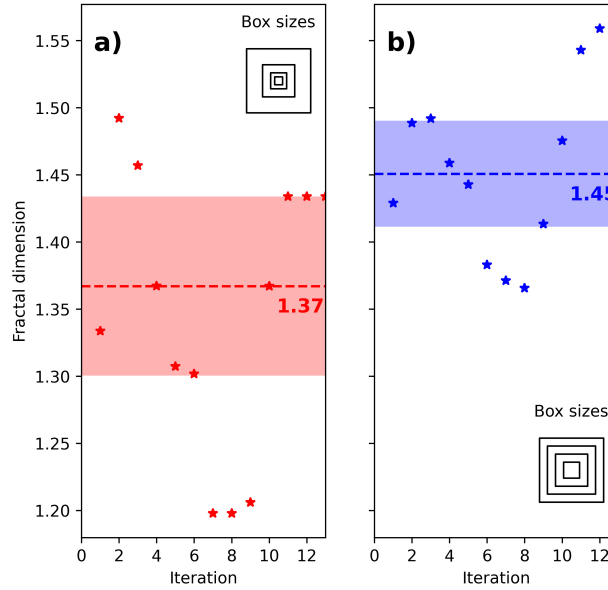 Box sizes
a)
b)
1.55
1.50
1.45
1.40
1.35
1.30
1.25
1.20
Fractal dimension
1.37
1.45
Box sizes
0 2 4 6 8 10 12
0 2 4 6 8 10 12
Iteration
Iteration